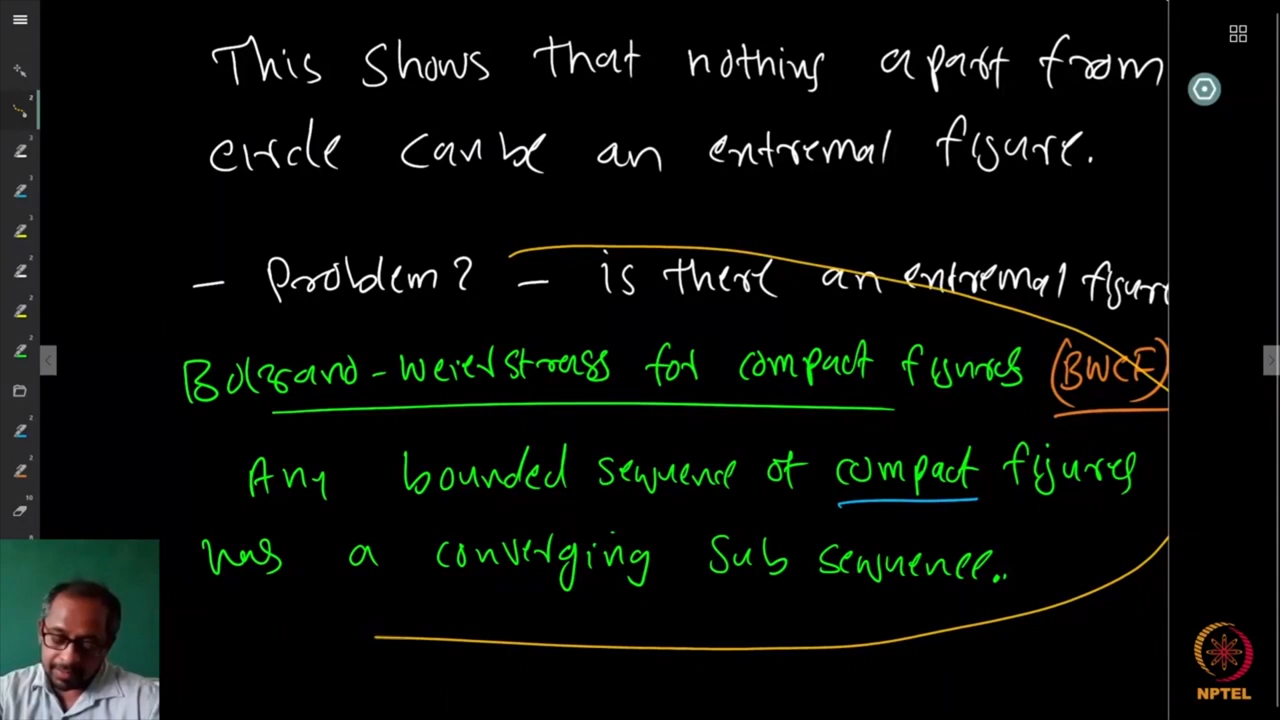 This shows that nothing apart from
circle can be an extremal figure.
- Problem? - is there an extremal figure
Bolzano-Weierstrass for compact figures (BWCF)
Any bounded sequence of compact figures
has a converging sub sequence..
NPTEL